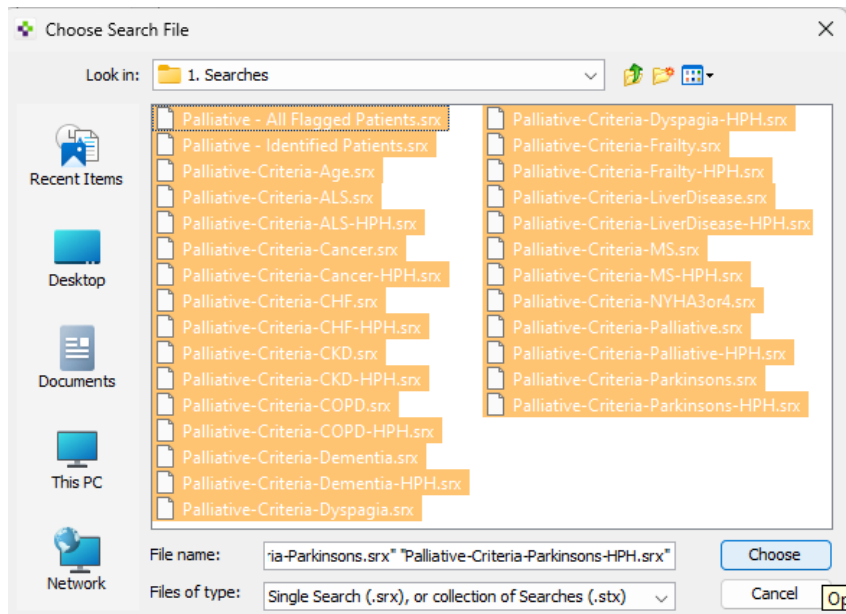 Choose Search File
Look in:
1. Searches
Recent Items
Desktop
Documents
This PC
Network
Palliative - All Flagged Patients.srx
Palliative - Identified Patients.srx
Palliative-Criteria-Age.srx
Palliative-Criteria-ALS.srx
Palliative-Criteria-ALS-HPH.srx
Palliative-Criteria-Cancer.srx
Palliative-Criteria-Cancer-HPH.srx
Palliative-Criteria-CHF.srx
Palliative-Criteria-CHF-HPH.srx
Palliative-Criteria-CKD.srx
Palliative-Criteria-CKD-HPH.srx
Palliative-Criteria-COPD.srx
Palliative-Criteria-COPD-HPH.srx
Palliative-Criteria-Dementia.srx
Palliative-Criteria-Dementia-HPH.srx
Palliative-Criteria-Dyspagia.srx
Palliative-Criteria-Dyspagia-HPH.srx
Palliative-Criteria-Frailty.srx
Palliative-Criteria-Frailty-HPH.srx
Palliative-Criteria-LiverDisease.srx
Palliative-Criteria-LiverDisease-HPH.srx
Palliative-Criteria-MS.srx
Palliative-Criteria-MS-HPH.srx
Palliative-Criteria-NYHA3or4.srx
Palliative-Criteria-Palliative.srx
Palliative-Criteria-Palliative-HPH.srx
Palliative-Criteria-Parkinsons.srx
Palliative-Criteria-Parkinsons-HPH.srx
File name:
ria-Parkinsons.srx" "Palliative-Criteria-Parkinsons-HPH.srx"
Choose
Files of type:
Single Search (.srx), or collection of Searches (.stx)
Cancel
Op